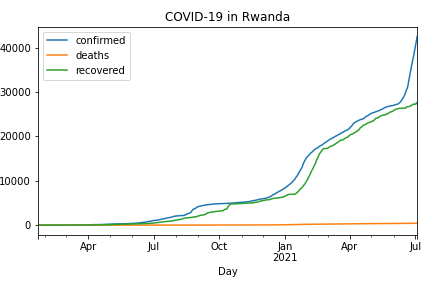 COVID-19 in Rwanda
confirmed
deaths
recovered
40000
30000
20000
10000
0
Apr Jul Oct Jan Apr Jul
2021
Day